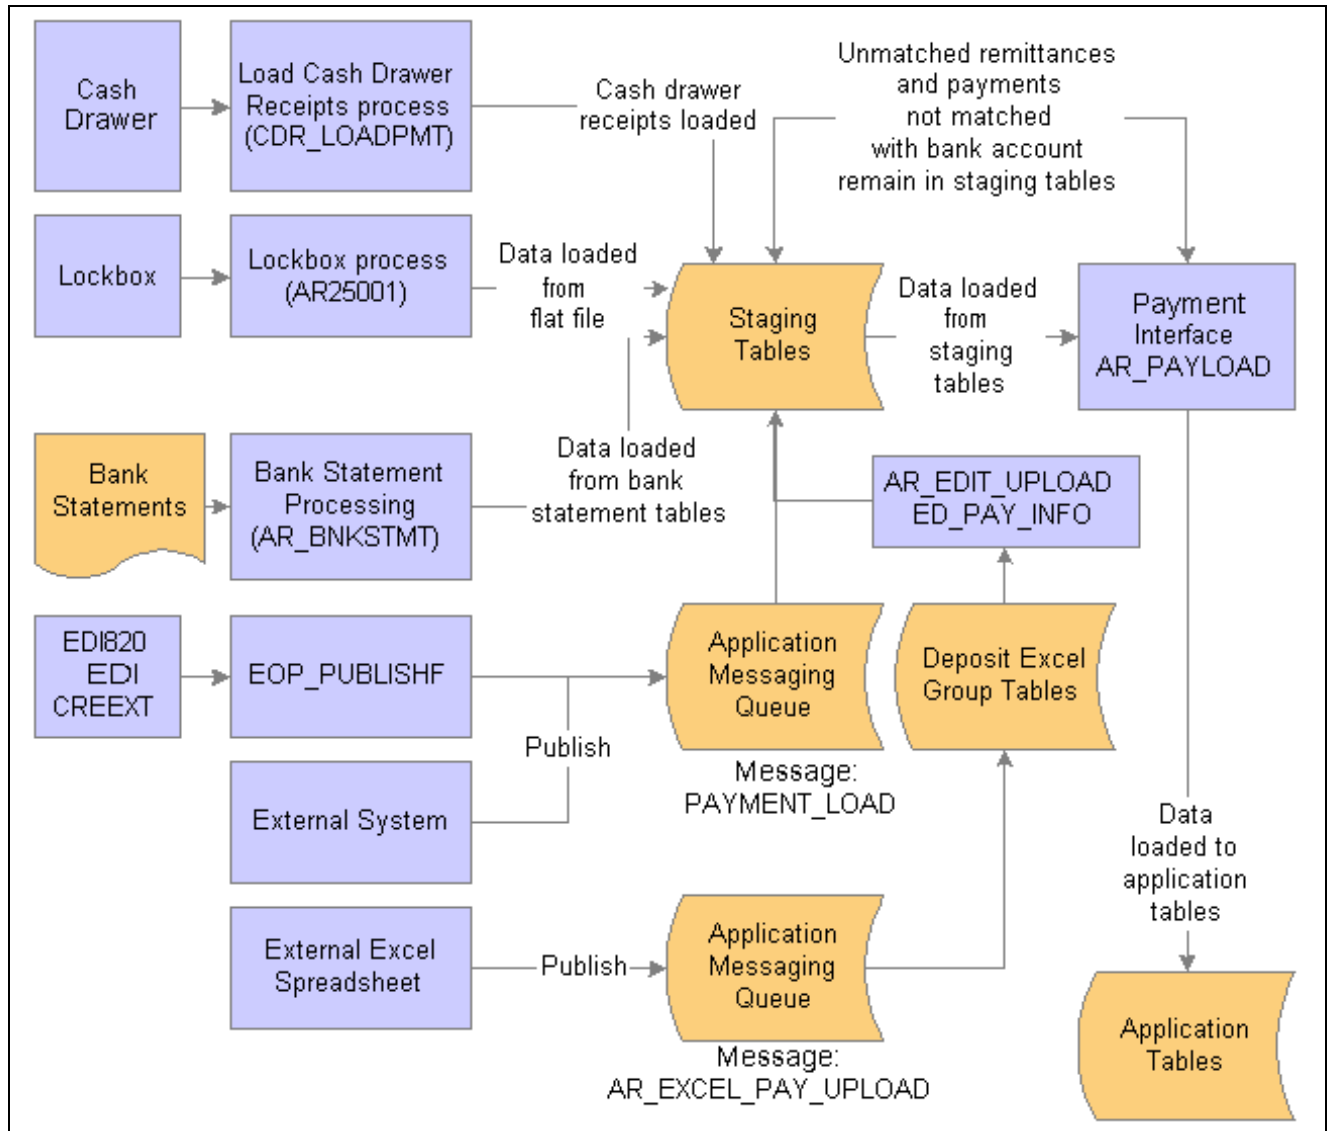 Cash
Drawer
Load Cash Drawer
Receipts process
(CDR_LOADPMT)
Cash drawer
receipts loaded
Unmatched remittances
and payments
not matched
with bank account
remain in staging tables
Lockbox
Lockbox process
(AR25001)
Data loaded
from
flat file
Staging
Tables
Data loaded
from
staging
tables
Payment
Interface
AR_PAYLOAD
Bank
Statements
Bank Statement
Processing
(AR_BNKSTMT)
Data loaded
from bank
statement tables
AR_EDIT_UPLOAD
ED_PAY_INFO
EDI820
EDI
CREEXT
EOP_PUBLISHF
Publish
Application
Messaging
Queue
Message:
PAYMENT_LOAD
Deposit Excel
Group Tables
External System
Data
loaded to
application
tables
External Excel
Spreadsheet
Publish
Application
Messaging
Queue
Message:
AR_EXCEL_PAY_UPLOAD
Application
Tables